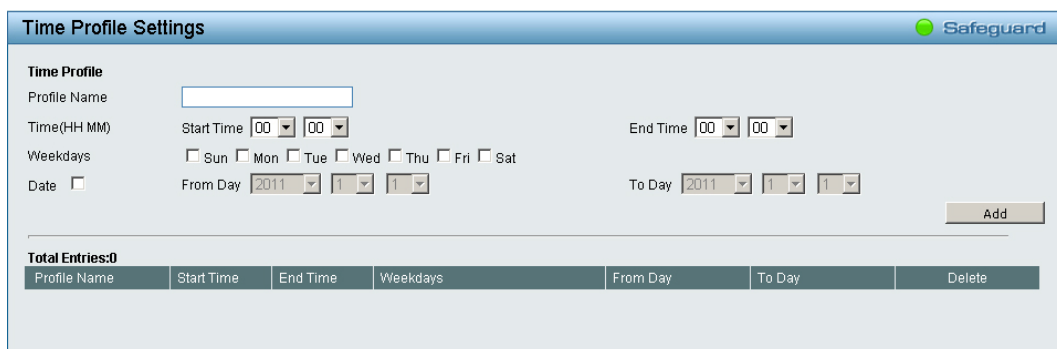 Time Profile Settings Safeguard
Time Profile
Profile Name
Time(HH MM) Start Time 00 00 End Time 00 00
Weekdays Sun Mon Tue Wed Thu Fri Sat
Date From Day 2011 1 1 To Day 2011 1 1
Add
Total Entries:0
Profile Name Start Time End Time Weekdays From Day To Day Delete